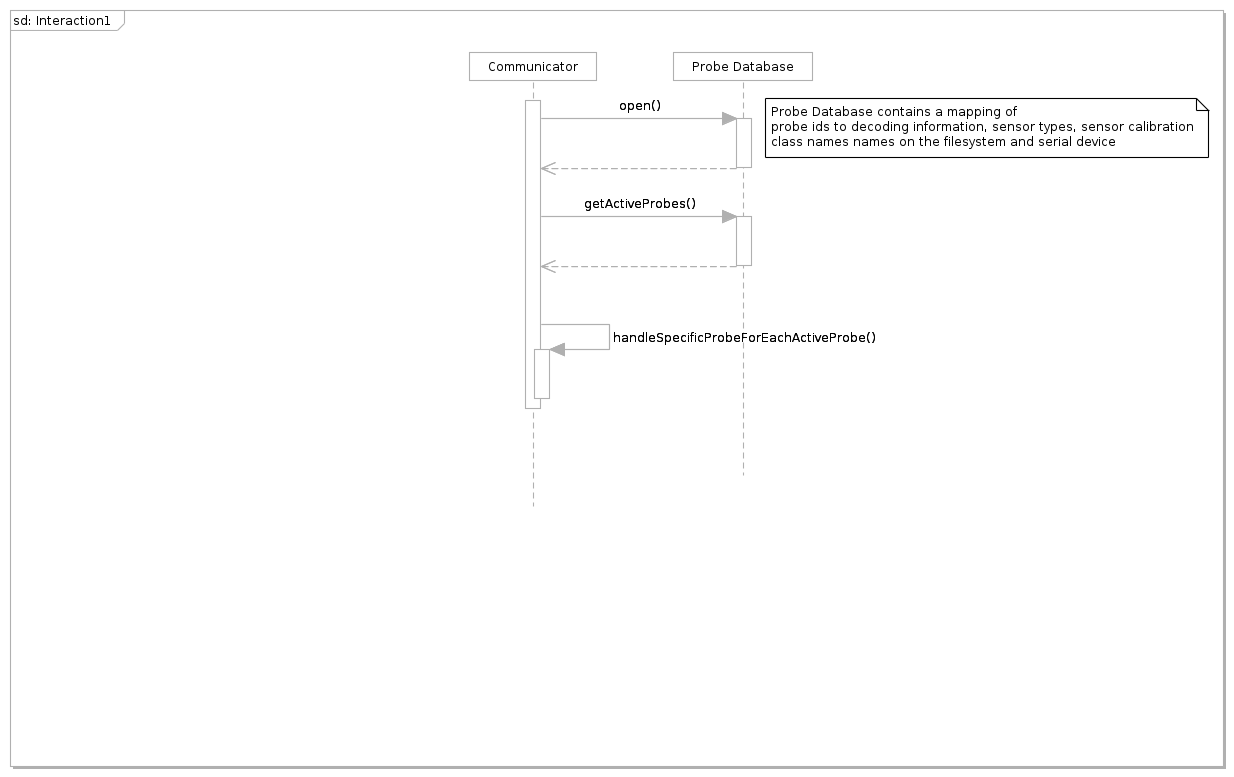 sd: Interaction1
Communicator
Probe Database
open()
Probe Database contains a mapping of
probe ids to decoding information, sensor types, sensor calibration
class names names on the filesystem and serial device
getActiveProbes()
handleSpecificProbeForEachActiveProbe()